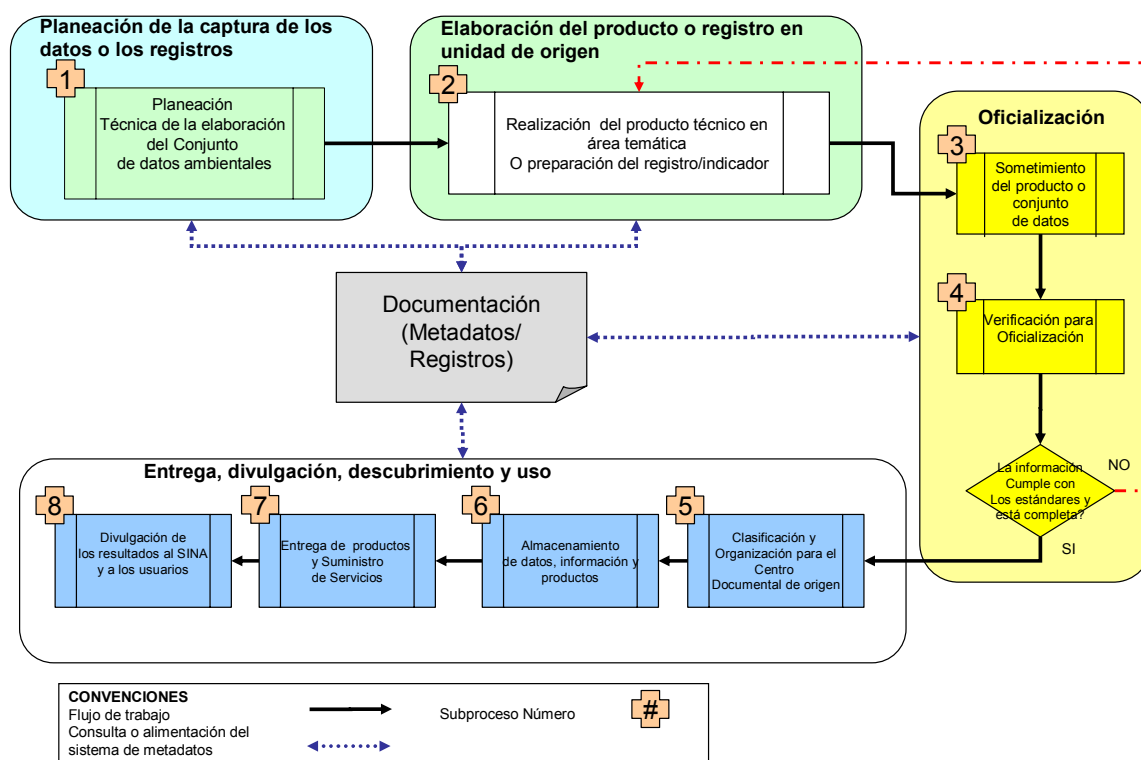 Planeación de la captura de los
datos o los registros
1
Planeación
Técnica de la elaboración
del Conjunto
de datos ambientales
Elaboración del producto o registro en
unidad de origen
2
Realización del producto técnico en
área temática
O preparación del registro/indicador
Oficialización
3
Sometimiento
del producto o
conjunto
de datos
4
Verificación para
Oficialización
La información
Cumple con
Los estándares y
está completa?
NO
SI
Documentación
(Metadatos/
Registros)
Entrega, divulgación, descubrimiento y uso
8
Divulgación de
los resultados al SINA
y a los usuarios
7
Entrega de productos
y Suministro
de Servicios
6
Almacenamiento
de datos, información y
productos
5
Clasificación y
Organización para el
Centro
Documental de origen
CONVENCIONES
Flujo de trabajo
Consulta o alimentación del
sistema de metadatos
Subproceso Número
#